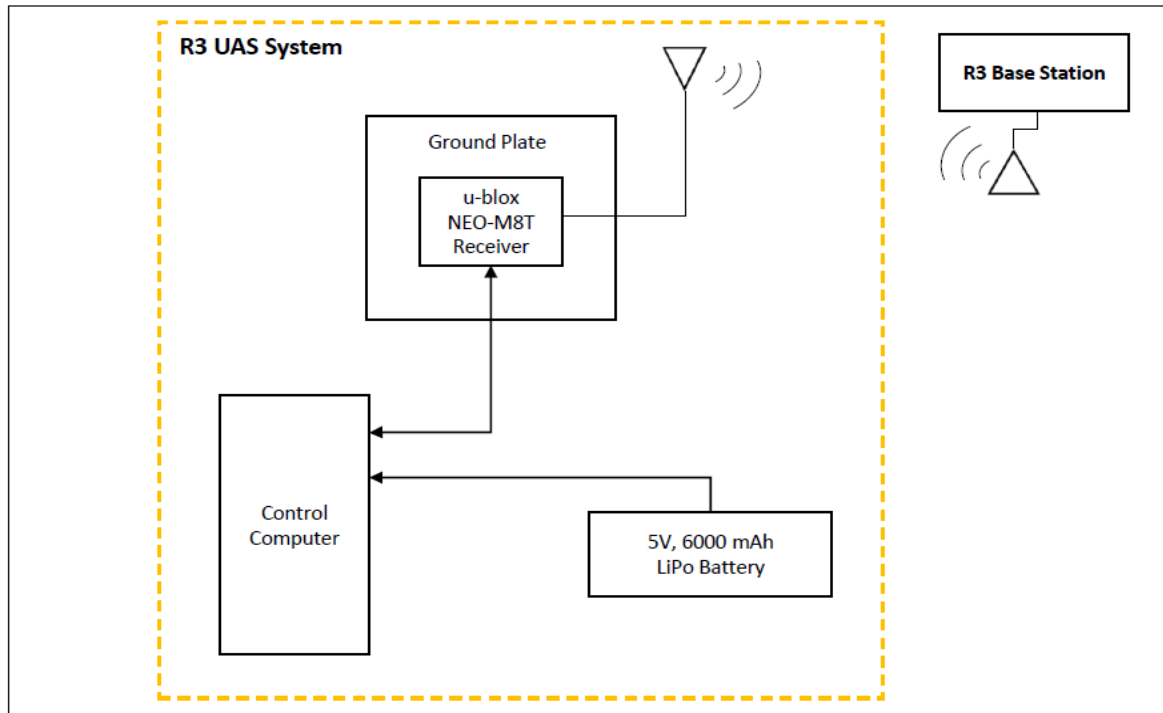 R3 UAS System
R3 Base Station
Ground Plate
u-blox
NEO-M8T
Receiver
Control
Computer
5V, 6000 mAh
LiPo Battery